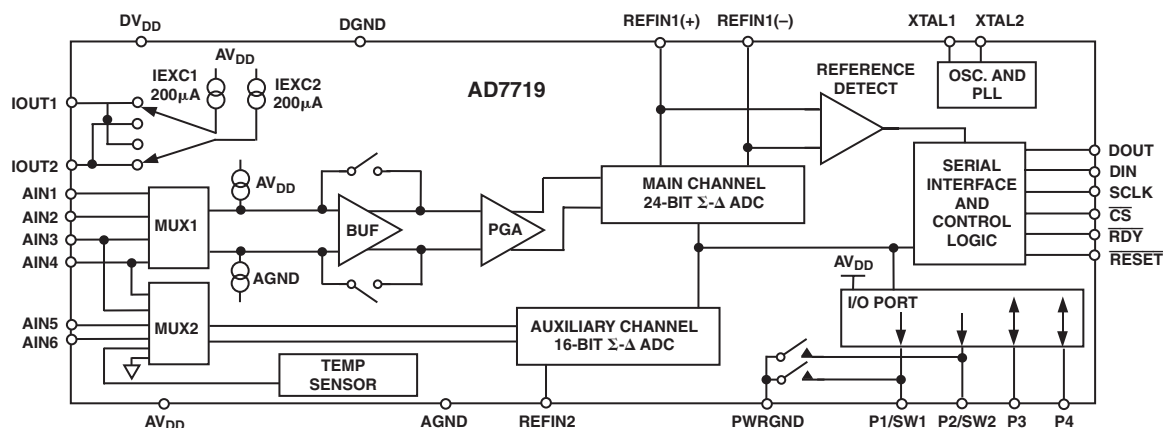 DVDD
DGND
REFIN1(+)
REFIN1(–)
XTAL1
XTAL2
AVDD
IEXC1
200µA
IEXC2
200µA
AD7719
REFERENCE
DETECT
OSC. AND
PLL
IOUT1
IOUT2
AIN1
AIN2
AIN3
AIN4
AIN5
AIN6
MUX1
AVDD
AGND
BUF
PGA
MAIN CHANNEL
24-BIT Σ-Δ ADC
SERIAL
INTERFACE
AND
CONTROL
LOGIC
DOUT
DIN
SCLK
C̅S̅
R̅D̅Y̅
R̅E̅S̅E̅T̅
MUX2
AUXILIARY CHANNEL
16-BIT Σ-Δ ADC
AVDD
I/O PORT
TEMP
SENSOR
AVDD
AGND
REFIN2
PWRGND
P1/SW1
P2/SW2
P3
P4